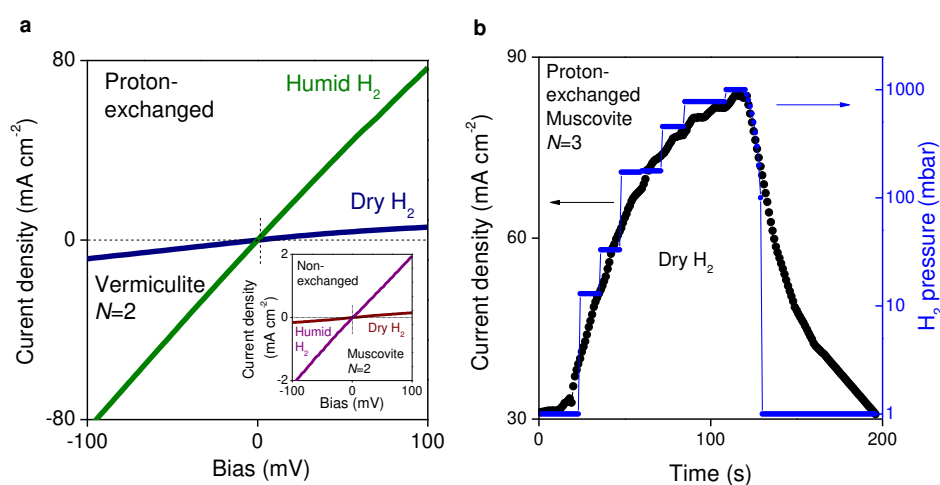 a
Current density (mA cm-2)
80
0
-80
-100
0
100
Bias (mV)
Proton-
exchanged
Humid H2
Dry H2
Vermiculite
N=2
Current density
(mA cm-2)
2
0
-2
-100
0
100
Bias (mV)
Non-
exchanged
Dry H2
Humid
H2
Muscovite
N=2
b
Current density (mA cm-2)
90
60
30
0
100
200
Time (s)
Proton-
exchanged
Muscovite
N=3
Dry H2
1000
100
10
1
H2 pressure (mbar)